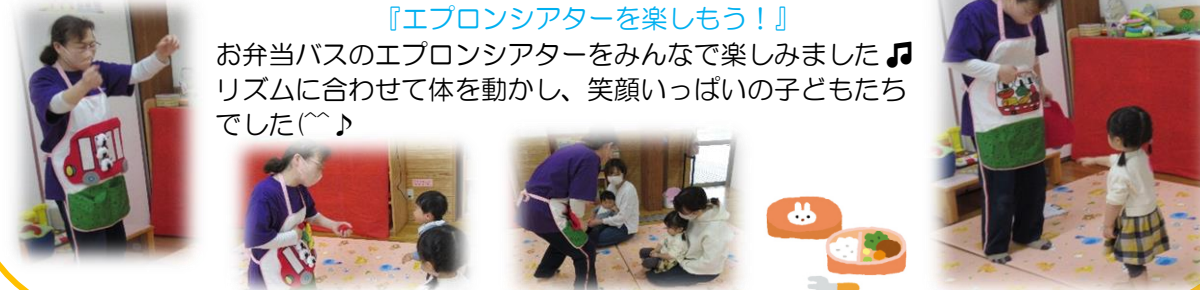 『エプロンシアターを楽しもう！』
お弁当バスのエプロンシアターをみんなで楽しみました♫
リズムに合わせて体を動かし、笑顔いっぱいの子どもたち
でした(^^♪